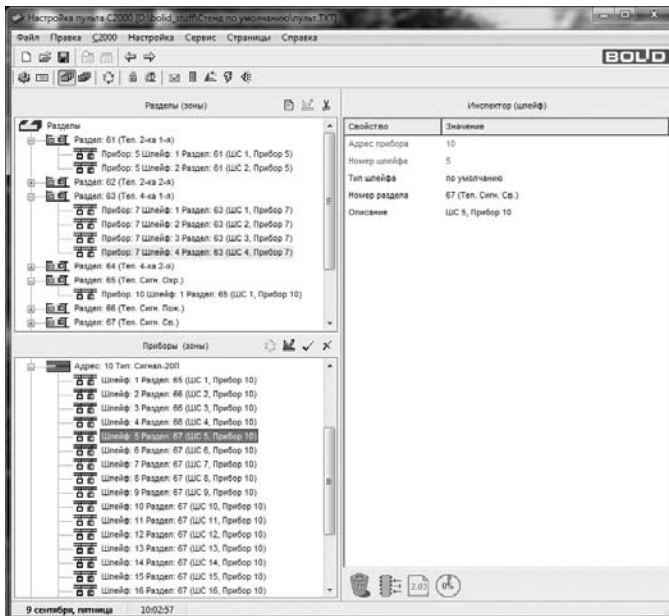 Настройка пульта С2000 [D:\bolid_stuff\Стенд по умолчанию\пульт.TXT]
Файл Правка С2000 Настройка Сервис Страницы Справка
BOLID
Разделы (зоны)
Разделы
Раздел: 61 (Теп. 2-ка 1-я)
Прибор: 5 Шлейф: 1 Раздел: 61 (ШС 1, Прибор 5)
Прибор: 5 Шлейф: 2 Раздел: 61 (ШС 2, Прибор 5)
Раздел: 62 (Теп. 2-ка 2-я)
Раздел: 63 (Теп. 4-ка 1-я)
Прибор: 7 Шлейф: 1 Раздел: 63 (ШС 1, Прибор 7)
Прибор: 7 Шлейф: 2 Раздел: 63 (ШС 2, Прибор 7)
Прибор: 7 Шлейф: 3 Раздел: 63 (ШС 3, Прибор 7)
Прибор: 7 Шлейф: 4 Раздел: 63 (ШС 4, Прибор 7)
Раздел: 64 (Теп. 4-ка 2-я)
Раздел: 65 (Теп. Сигн. Охр.)
Прибор: 10 Шлейф: 1 Раздел: 65 (ШС 1, Прибор 10)
Раздел: 66 (Теп. Сигн. Пож.)
Раздел: 67 (Теп. Сигн. Св.)
Приборы (зоны)
Адрес: 10 Тип: Сигнал-20П
Шлейф: 1 Раздел: 65 (ШС 1, Прибор 10)
Шлейф: 2 Раздел: 66 (ШС 2, Прибор 10)
Шлейф: 3 Раздел: 66 (ШС 3, Прибор 10)
Шлейф: 4 Раздел: 66 (ШС 4, Прибор 10)
Шлейф: 5 Раздел: 67 (ШС 5, Прибор 10)
Шлейф: 6 Раздел: 67 (ШС 6, Прибор 10)
Шлейф: 7 Раздел: 67 (ШС 7, Прибор 10)
Шлейф: 8 Раздел: 67 (ШС 8, Прибор 10)
Шлейф: 9 Раздел: 67 (ШС 9, Прибор 10)
Шлейф: 10 Раздел: 67 (ШС 10, Прибор 10)
Шлейф: 11 Раздел: 67 (ШС 11, Прибор 10)
Шлейф: 12 Раздел: 67 (ШС 12, Прибор 10)
Шлейф: 13 Раздел: 67 (ШС 13, Прибор 10)
Шлейф: 14 Раздел: 67 (ШС 14, Прибор 10)
Шлейф: 15 Раздел: 67 (ШС 15, Прибор 10)
Шлейф: 16 Раздел: 67 (ШС 16, Прибор 10)
Инспектор (шлейф)
Свойство Значение
Адрес прибора 10
Номер шлейфа 5
Тип шлейфа по умолчанию
Номер раздела 67 (Теп. Сигн. Св.)
Описание ШС 5, Прибор 10
2.03
0%
9 сентября, пятница 10:02:57